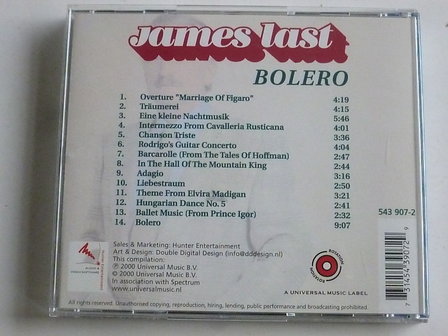 James Last
BOLERO
1. Overture "Marriage Of Figaro" 4:19
2. Träumerei 4:15
3. Eine kleine Nachtmusik 5:46
4. Intermezzo From Cavalleria Rusticana 4:01
5. Chanson Triste 3:36
6. Rodrigo's Guitar Concerto 4:04
7. Barcarolle (From The Tales Of Hoffman) 2:47
8. In The Hall Of The Mountain King 2:44
9. Adagio 3:16
10. Liebestraum 2:50
11. Theme From Elvira Madigan 3:21
12. Hungarian Dance No. 5 2:41
13. Ballet Music (From Prince Igor) 2:32
14. Bolero 9:07
543 907-2
Sales & Marketing: Hunter Entertainment
Art & Design: Double Digital Design (info@dddesign.nl)
This compilation:
℗ 2000 Universal Music B.V.
© 2000 Universal Music B.V.
In association with Spectrum
www.universalmusic.nl
A UNIVERSAL MUSIC LABEL
All rights reserved. Unauthorised copying, reproduction, hiring, lending, public performance and broadcasting prohibited.